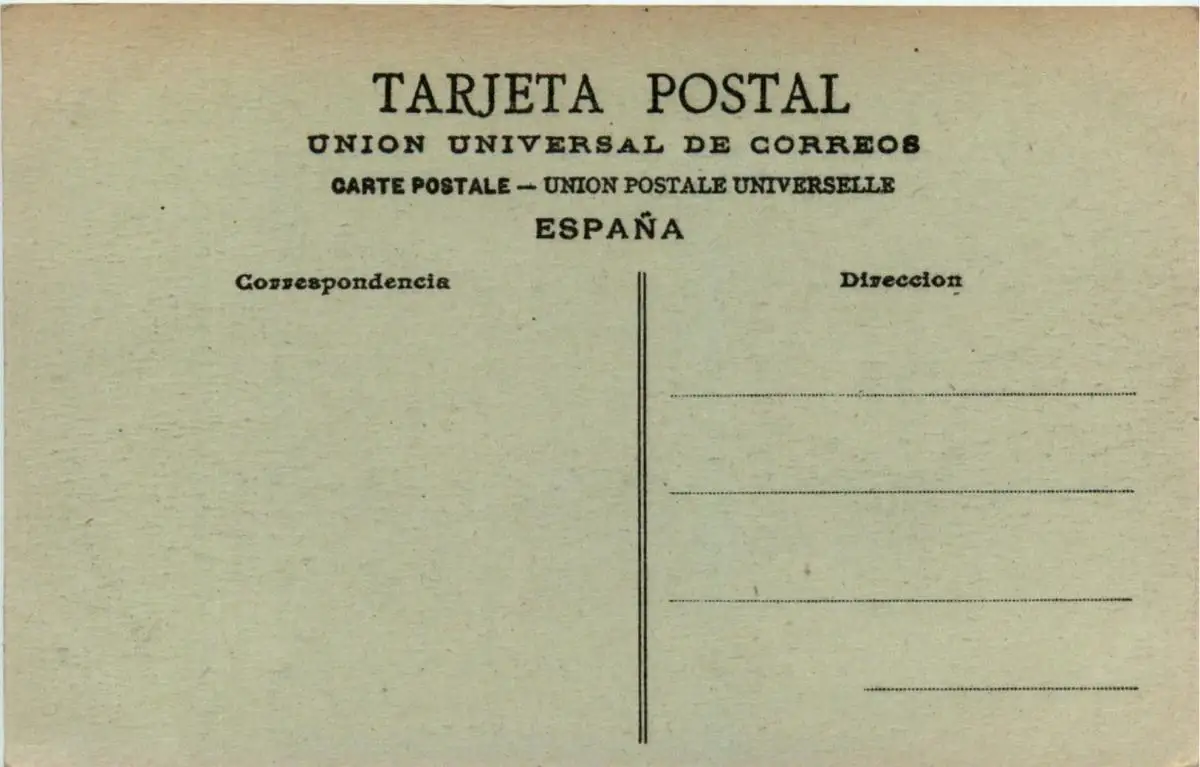 TARJETA POSTAL
UNION UNIVERSAL DE CORREOS
CARTE POSTALE — UNION POSTALE UNIVERSELLE
ESPAÑA
Correspondencia
Direccion